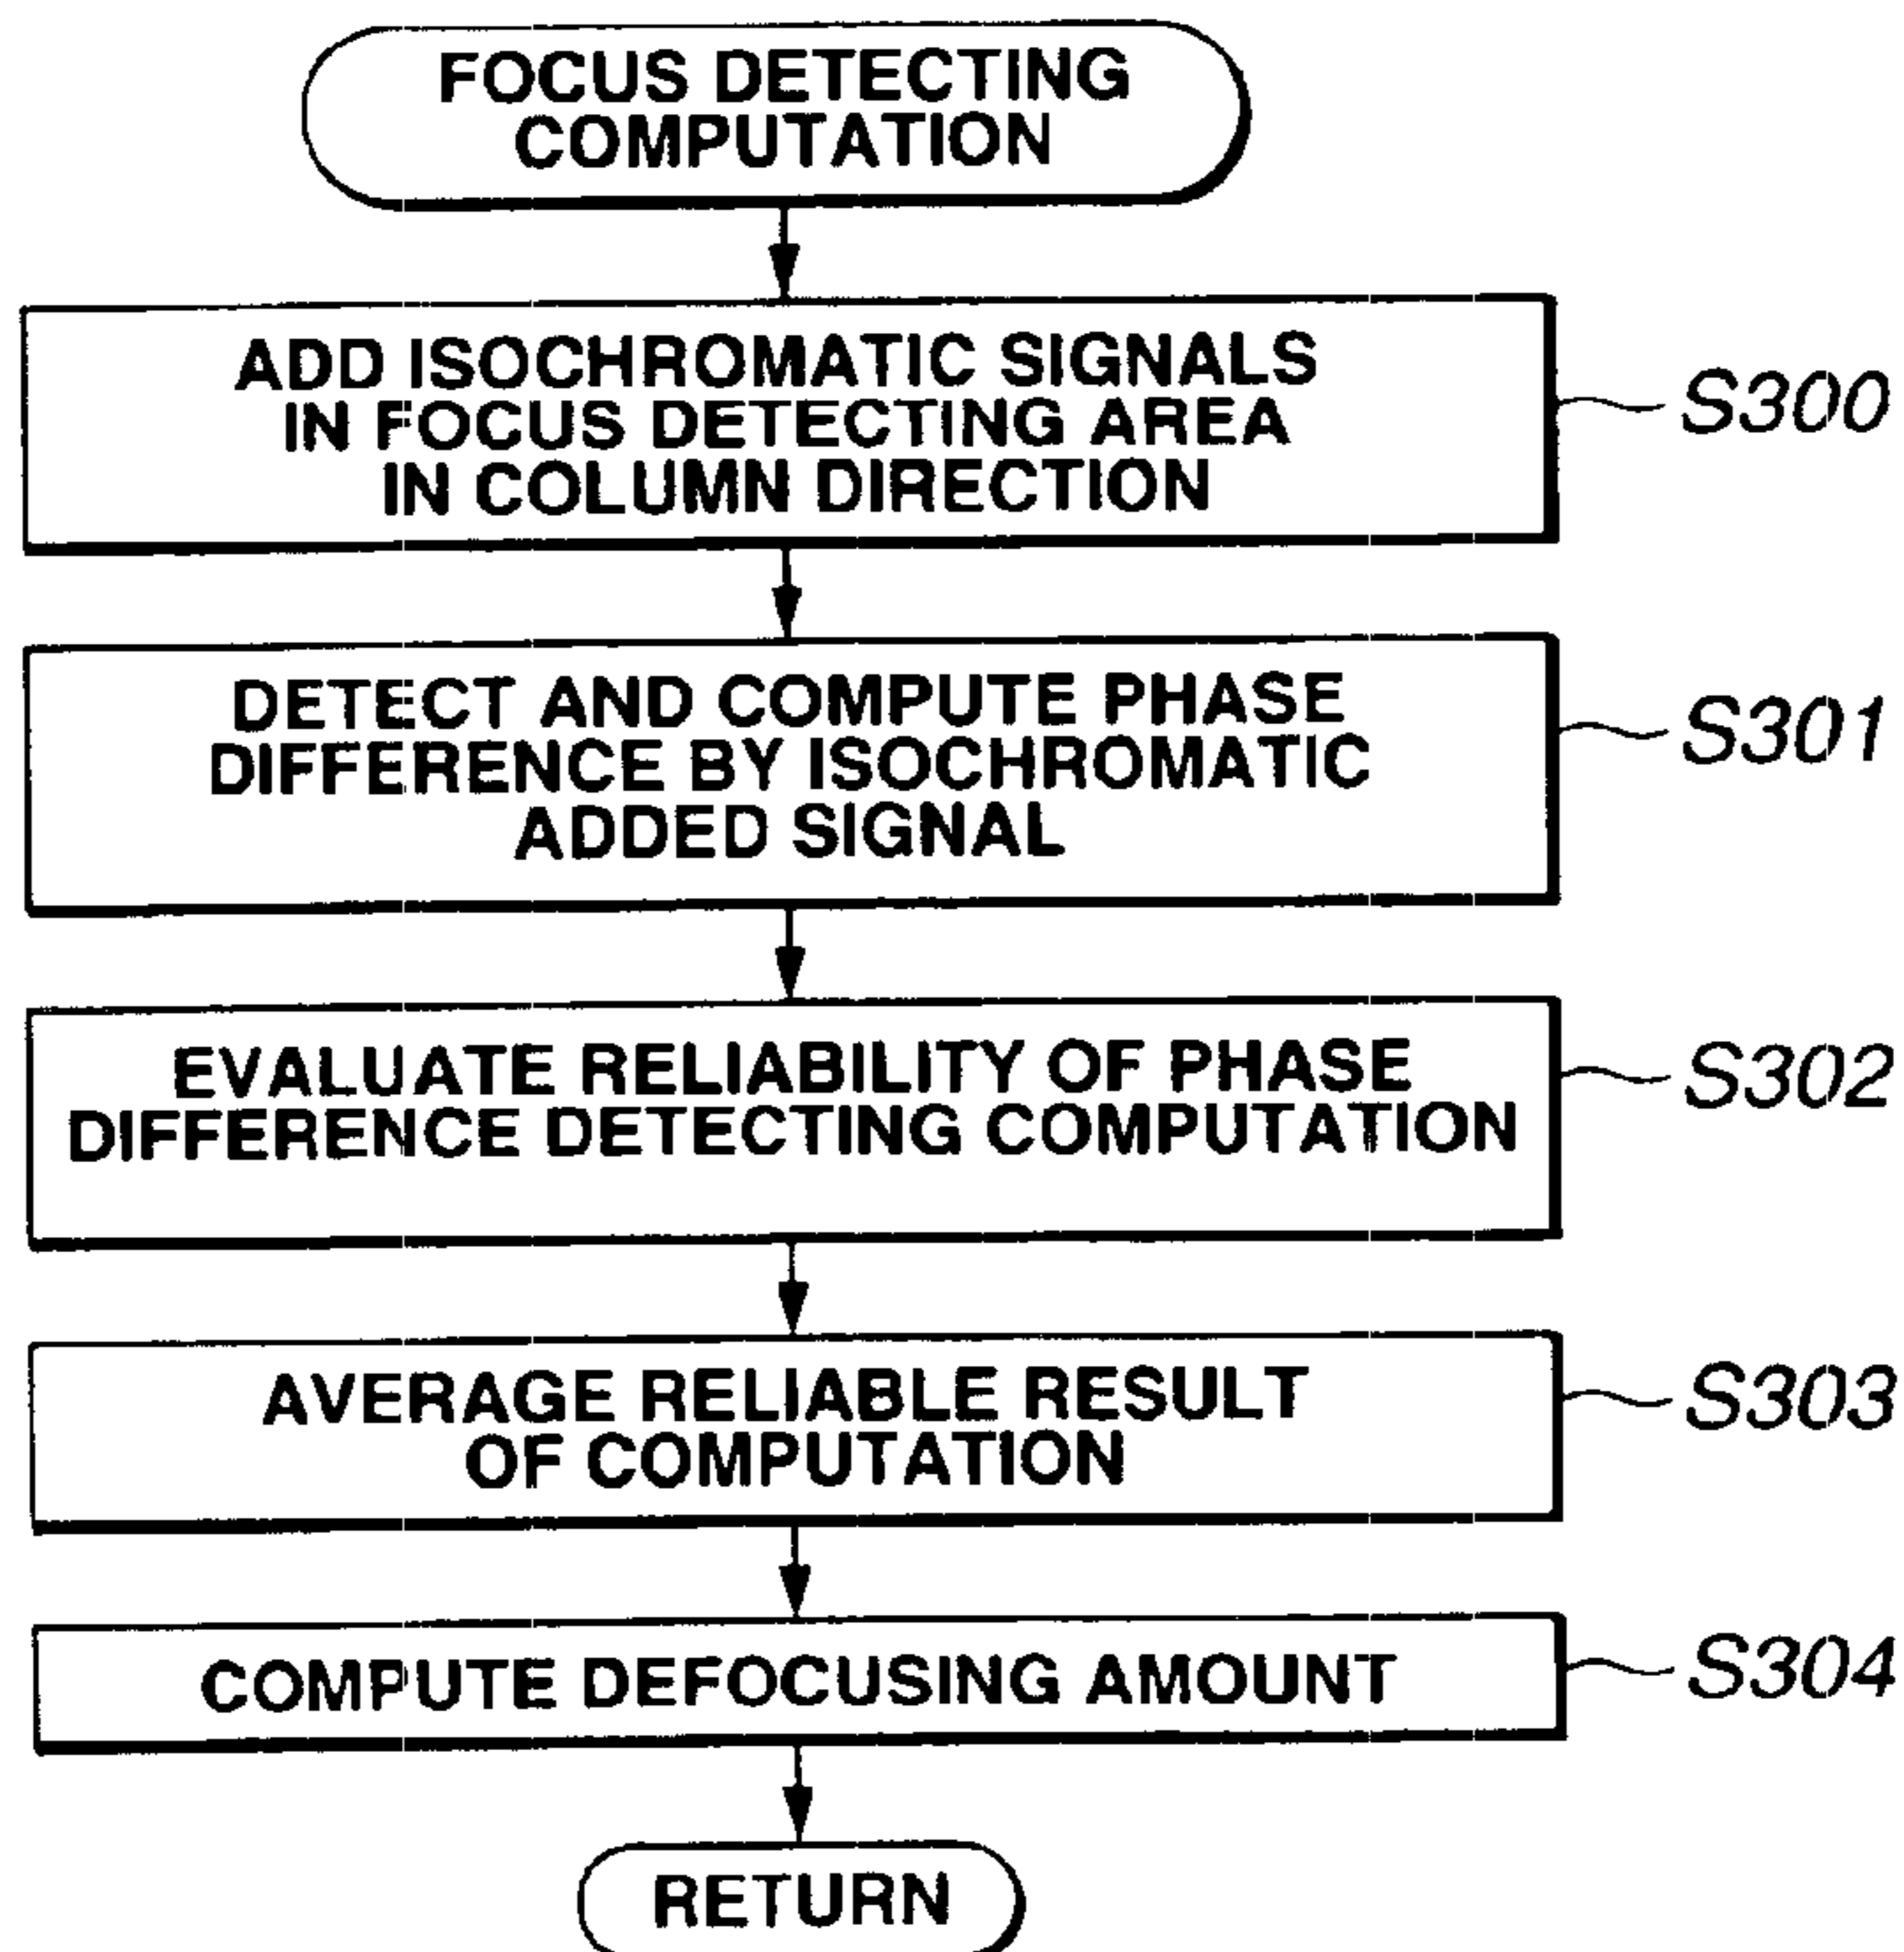 FOCUS DETECTING
COMPUTATION
ADD ISOCHROMATIC SIGNALS
IN FOCUS DETECTING AREA
IN COLUMN DIRECTION
S300
DETECT AND COMPUTE PHASE
DIFFERENCE BY ISOCHROMATIC
ADDED SIGNAL
S301
EVALUATE RELIABILITY OF PHASE
DIFFERENCE DETECTING COMPUTATION
S302
AVERAGE RELIABLE RESULT
OF COMPUTATION
S303
COMPUTE DEFOCUSING AMOUNT
S304
RETURN